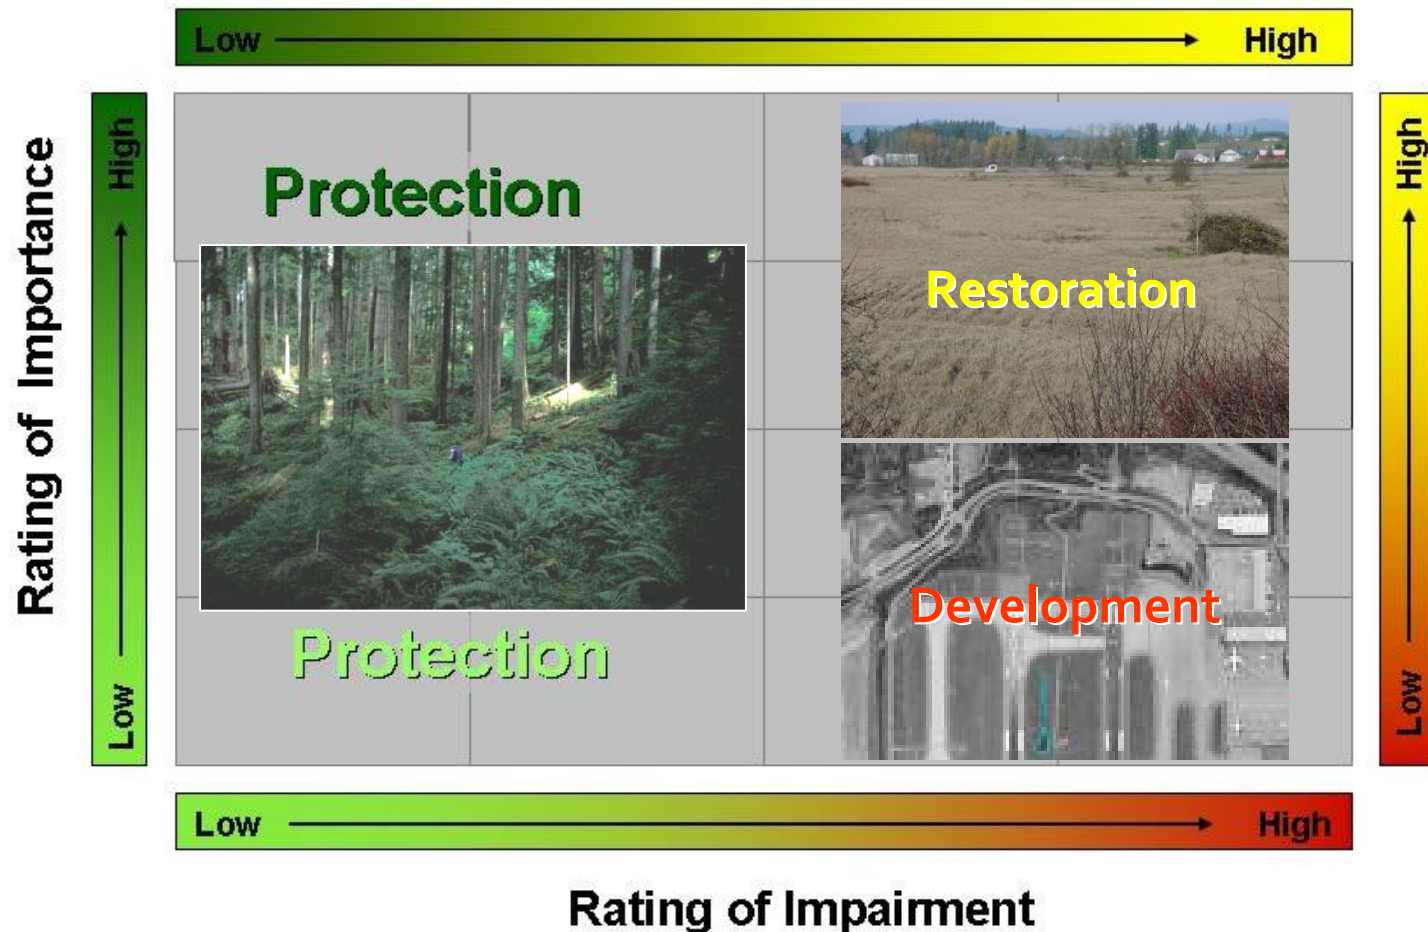 Low High
High
Protection
High
Rating of Importance
Restoration
Development
Protection
Low
Low
Low High
Rating of Impairment